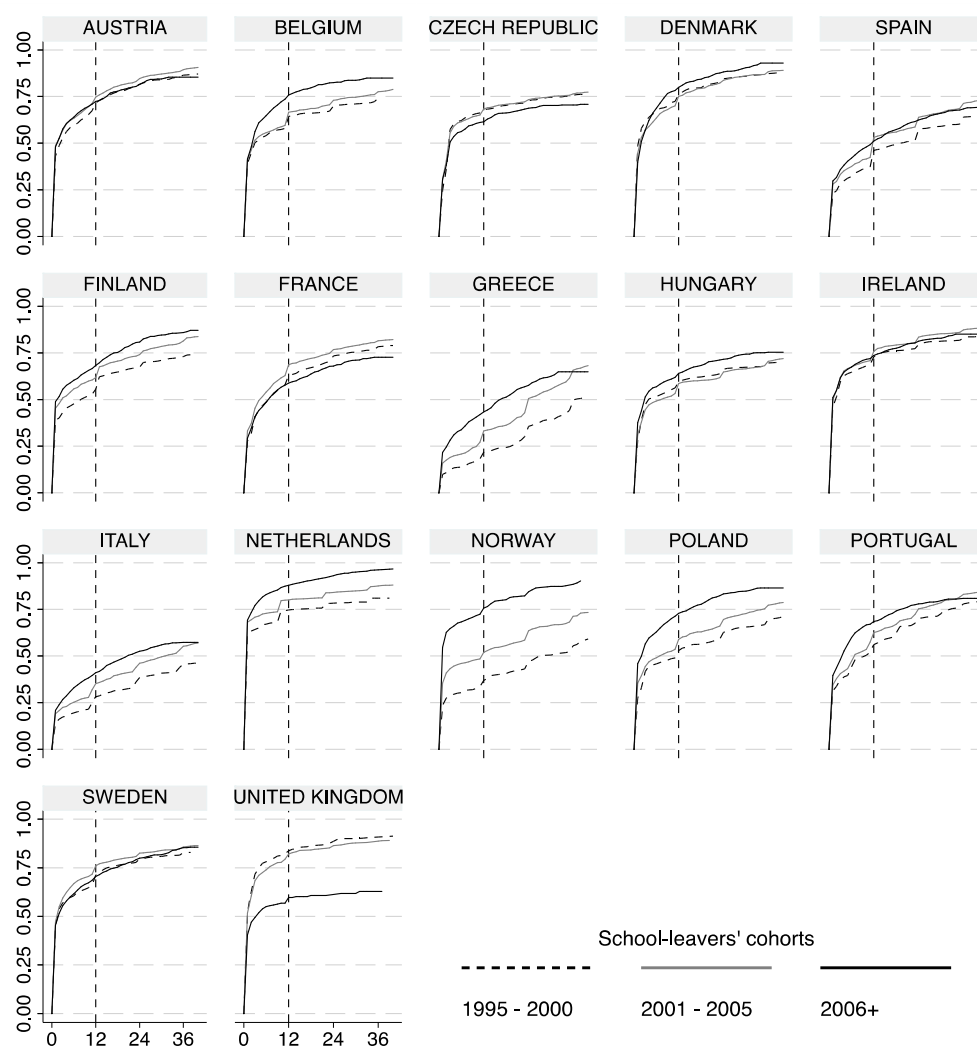 AUSTRIA BELGIUM CZECH REPUBLIC DENMARK SPAIN
1.00
0.75
0.50
0.25
0.00
FINLAND FRANCE GREECE HUNGARY IRELAND
1.00
0.75
0.50
0.25
0.00
ITALY NETHERLANDS NORWAY POLAND PORTUGAL
1.00
0.75
0.50
0.25
0.00
SWEDEN UNITED KINGDOM
1.00
0.75
0.50
0.25
0.00
0 12 24 36 0 12 24 36
School-leavers' cohorts
1995 - 2000 2001 - 2005 2006+